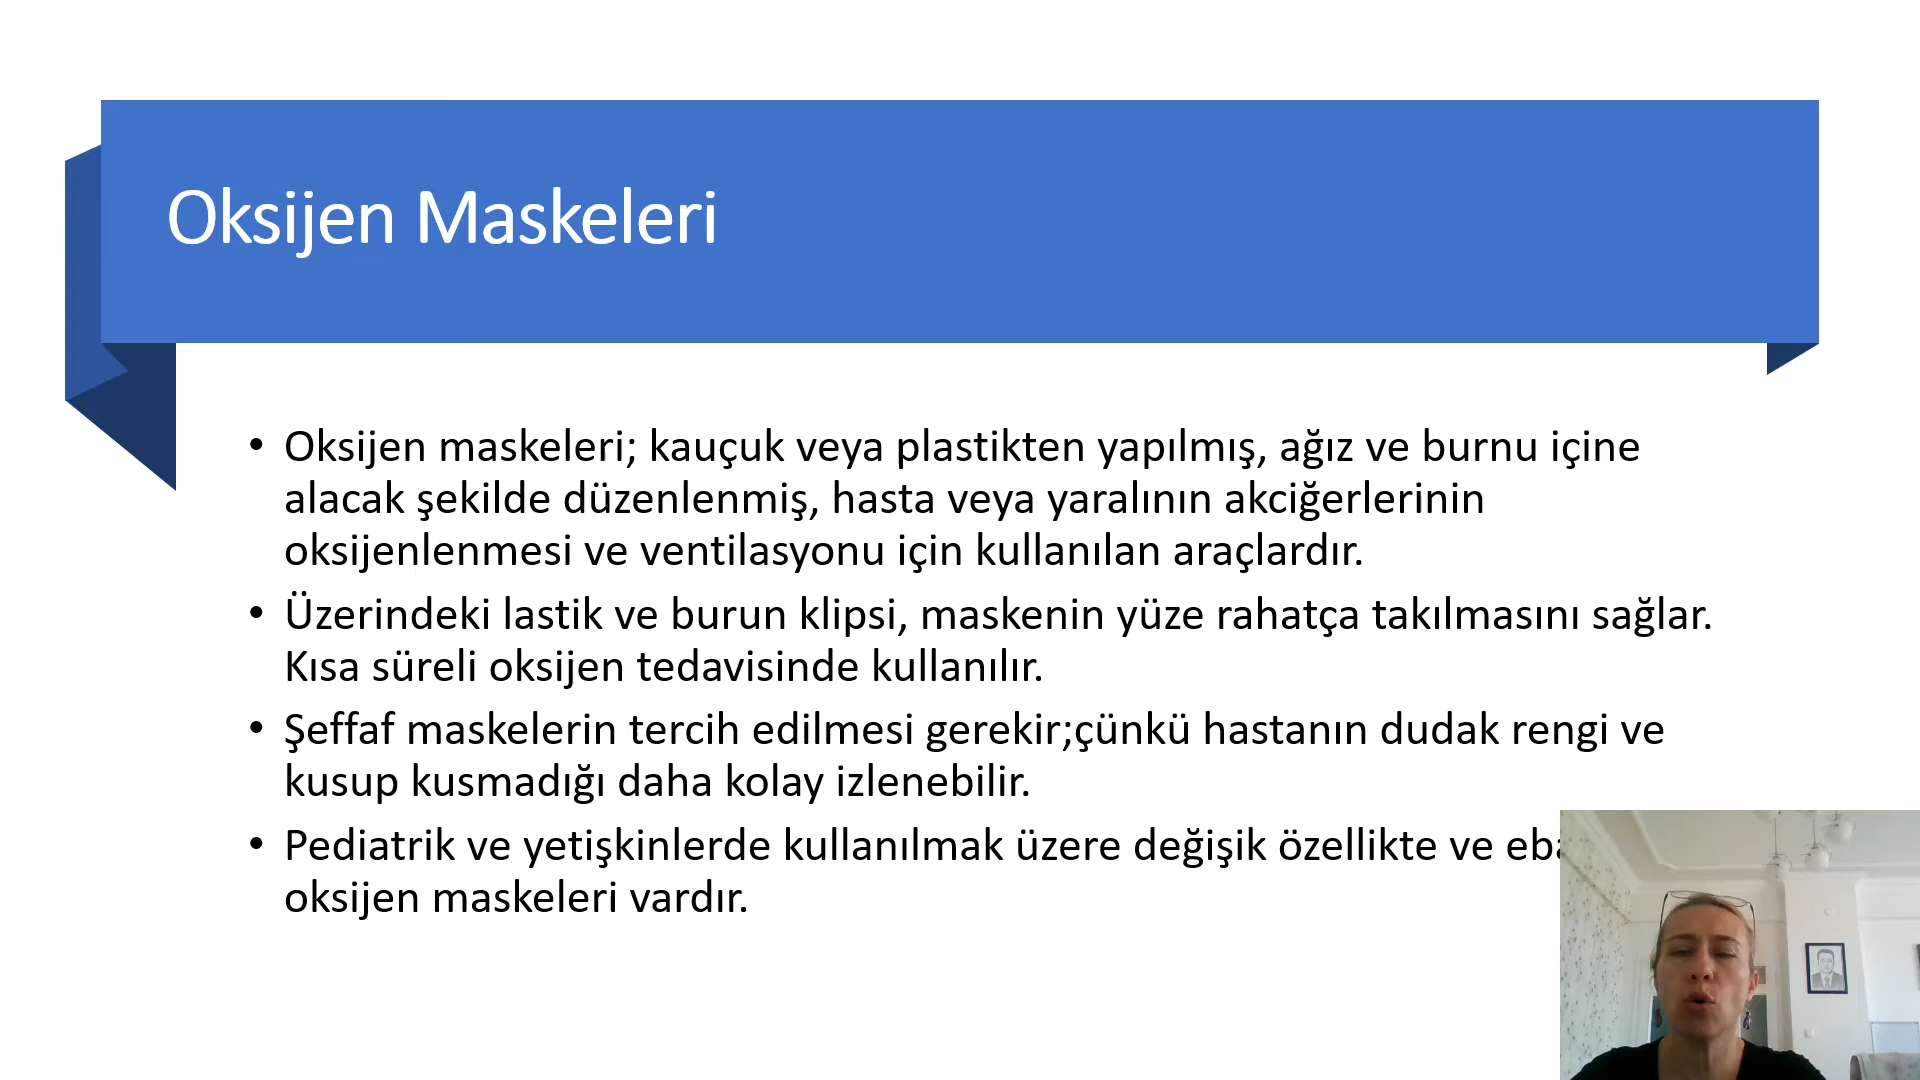 Oksijen Maskeleri
• Oksijen maskeleri; kauçuk veya plastikten yapılmış, ağız ve burnu içine
alacak şekilde düzenlenmiş, hasta veya yaralının akciğerlerinin
oksijenlenmesi ve ventilasyonu için kullanılan araçlardır.
• Üzerindeki lastik ve burun klipsi, maskenin yüze rahatça takılmasını sağlar.
Kısa süreli oksijen tedavisinde kullanılır.
• Şeffaf maskelerin tercih edilmesi gerekir;çünkü hastanın dudak rengi ve
kusup kusmadığı daha kolay izlenebilir.
• Pediatrik ve yetişkinlerde kullanılmak üzere değişik özellikte ve
oksijen maskeleri vardır.